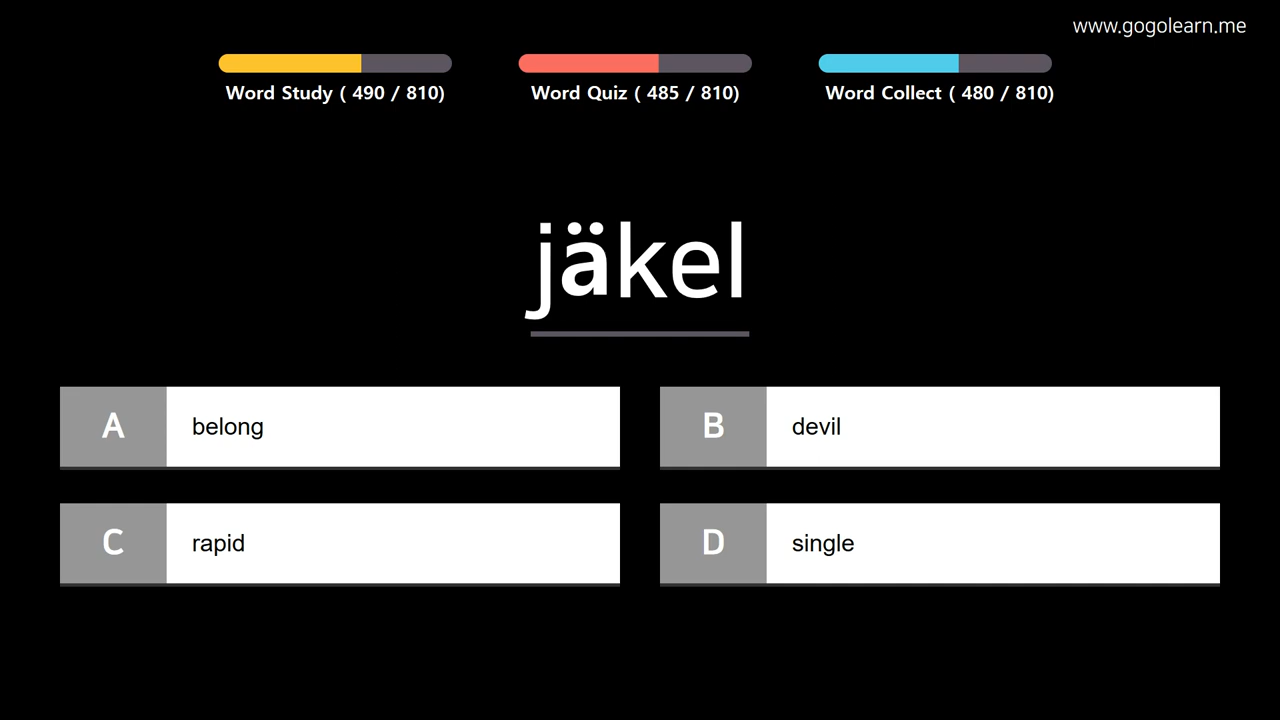 www.gogolearn.me
Word Study ( 490 / 810)
Word Quiz ( 485 / 810)
Word Collect ( 480 / 810)
jäkel
A belong
B devil
C rapid
D single